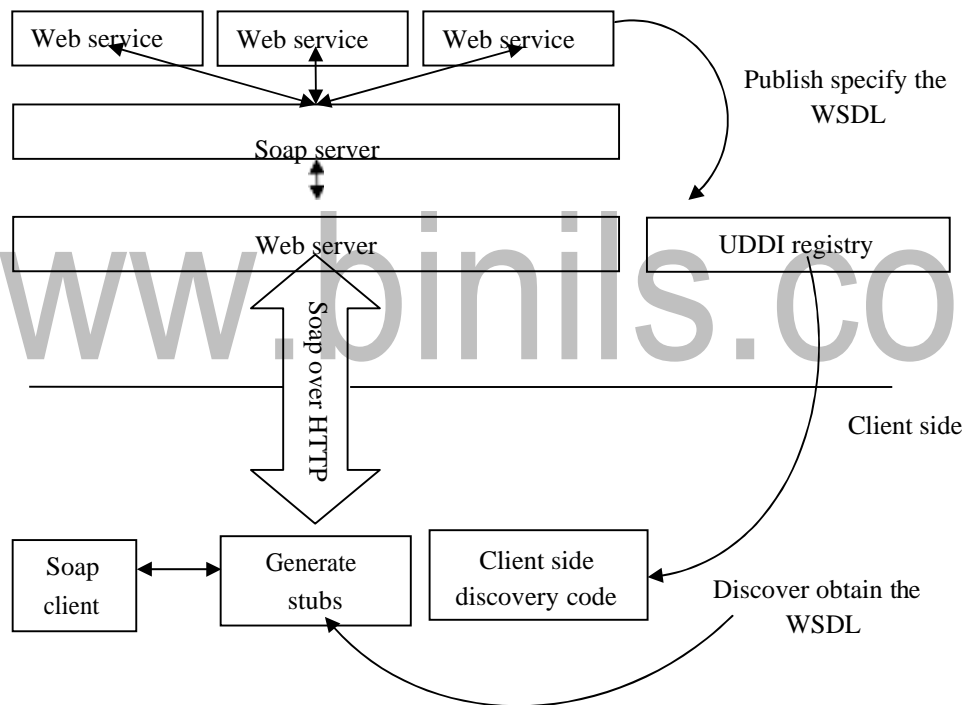 Web service
Web service
Web service
Publish specify the
WSDL
Soap server
Web server
UDDI registry
ww.binils.co
Soap over HTTP
Client side
Soap
client
Generate
stubs
Client side
discovery code
Discover obtain the
WSDL